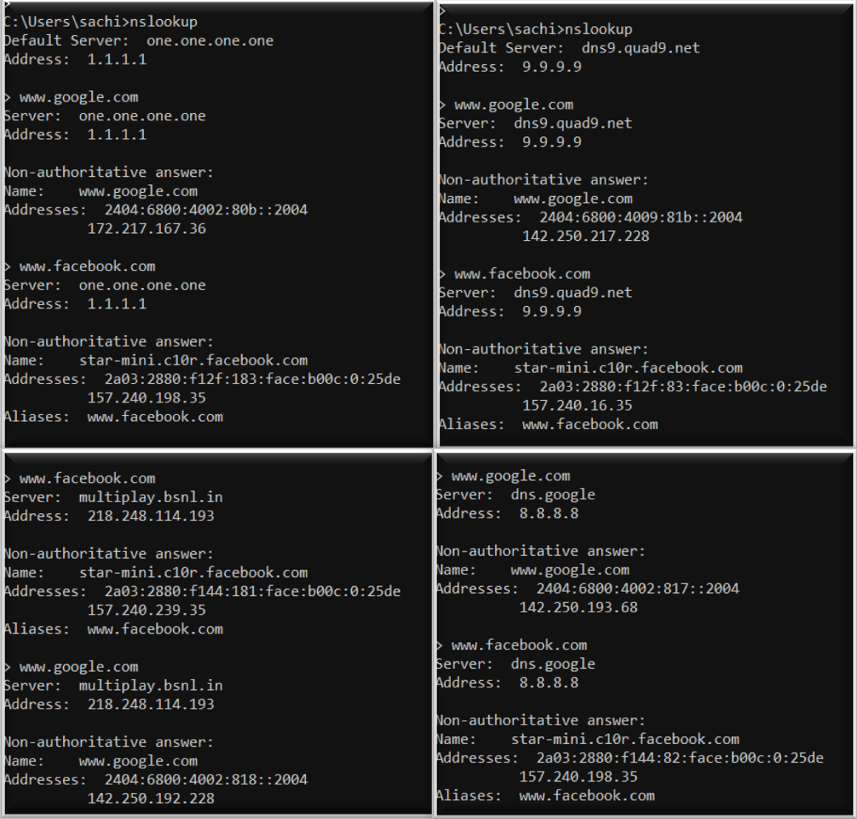 C:\Users\sachi>nslookup
Default Server:  one.one.one.one
Address:  1.1.1.1
> www.google.com
Server:  one.one.one.one
Address:  1.1.1.1
Non-authoritative answer:
Name:    www.google.com
Addresses:  2404:6800:4002:80b::2004
172.217.167.36
> www.facebook.com
Server:  one.one.one.one
Address:  1.1.1.1
Non-authoritative answer:
Name:    star-mini.c10r.facebook.com
Addresses:  2a03:2880:f12f:183:face:b00c:0:25de
157.240.198.35
Aliases:  www.facebook.com
>
C:\Users\sachi>nslookup
Default Server:  dns9.quad9.net
Address:  9.9.9.9
> www.google.com
Server:  dns9.quad9.net
Address:  9.9.9.9
Non-authoritative answer:
Name:    www.google.com
Addresses:  2404:6800:4009:81b::2004
142.250.217.228
> www.facebook.com
Server:  dns9.quad9.net
Address:  9.9.9.9
Non-authoritative answer:
Name:    star-mini.c10r.facebook.com
Addresses:  2a03:2880:f12f:83:face:b00c:0:25de
157.240.16.35
Aliases:  www.facebook.com
> www.facebook.com
Server:  multiplay.bsnl.in
Address:  218.248.114.193
Non-authoritative answer:
Name:    star-mini.c10r.facebook.com
Addresses:  2a03:2880:f144:181:face:b00c:0:25de
157.240.239.35
Aliases:  www.facebook.com
> www.google.com
Server:  multiplay.bsnl.in
Address:  218.248.114.193
Non-authoritative answer:
Name:    www.google.com
Addresses:  2404:6800:4002:818::2004
142.250.192.228
> www.google.com
Server:  dns.google
Address:  8.8.8.8
Non-authoritative answer:
Name:    www.google.com
Addresses:  2404:6800:4002:817::2004
142.250.193.68
> www.facebook.com
Server:  dns.google
Address:  8.8.8.8
Non-authoritative answer:
Name:    star-mini.c10r.facebook.com
Addresses:  2a03:2880:f144:82:face:b00c:0:25de
157.240.198.35
Aliases:  www.facebook.com